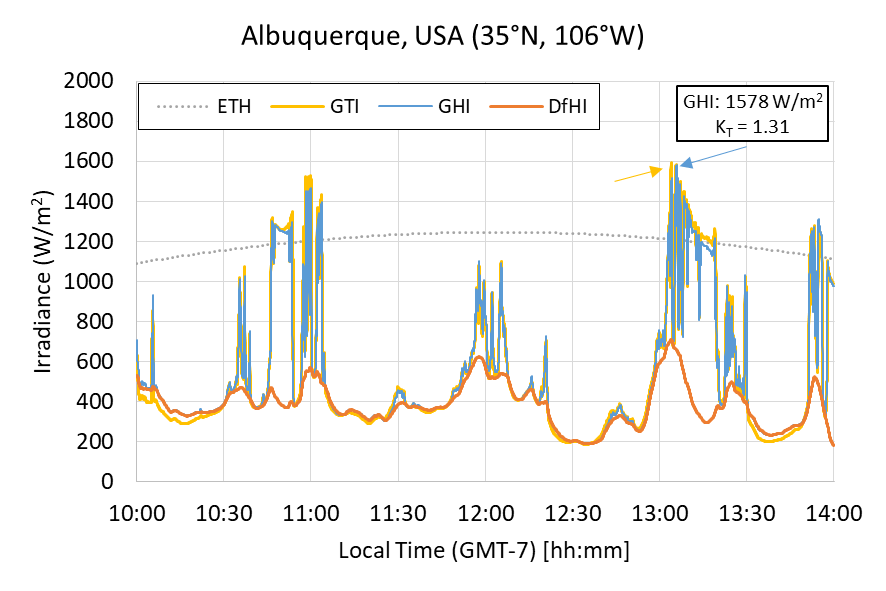 Albuquerque, USA (35°N, 106°W)
2000
1800
1600
1400
1200
1000
800
600
400
200
0
Irradiance (W/m²)
ETH GTI GHI DfHI
GHI: 1578 W/m²
K_T = 1.31
10:00 10:30 11:00 11:30 12:00 12:30 13:00 13:30 14:00
Local Time (GMT-7) [hh:mm]